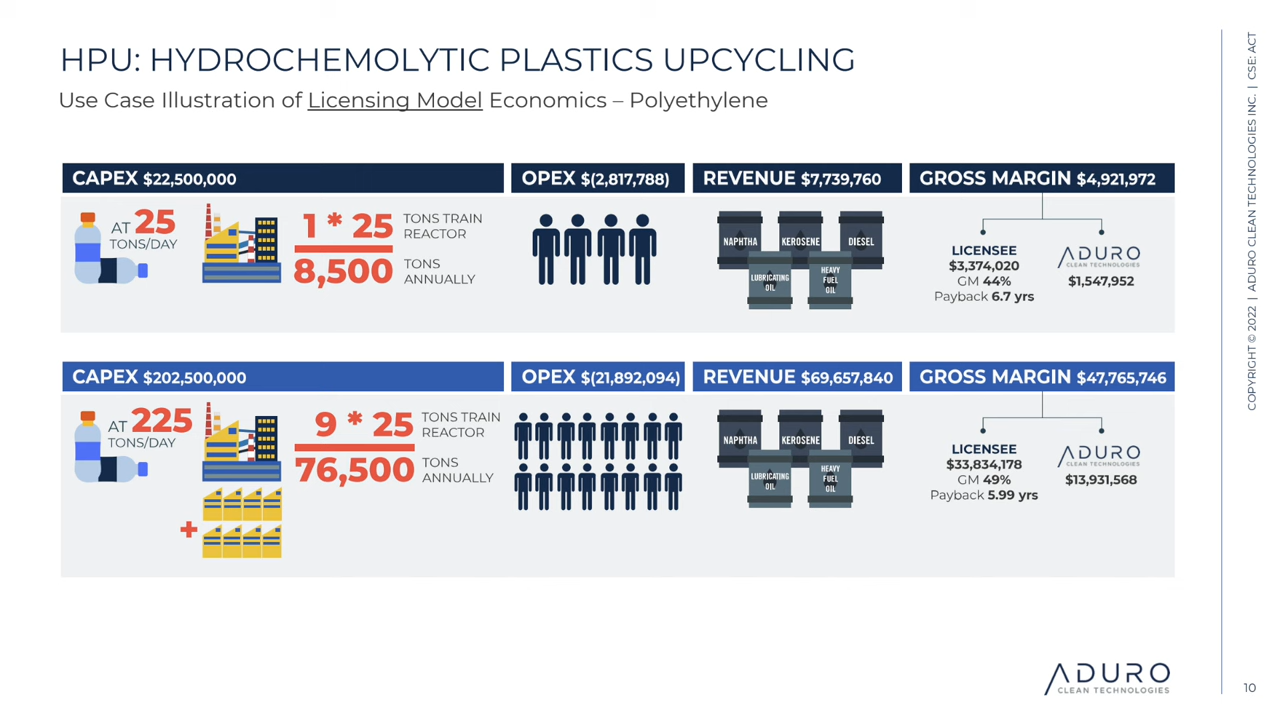 HPU: HYDROCHEMOLYTIC PLASTICS UPCYCLING
Use Case Illustration of Licensing Model Economics – Polyethylene
CAPEX $22,500,000
OPEX $(2,817,788)
REVENUE $7,739,760
GROSS MARGIN $4,921,972
AT 25
TONS/DAY
1 * 25
TONS TRAIN
REACTOR
8,500
TONS
ANNUALLY
NAPHTHA
KEROSENE
DIESEL
LUBRICATING
OIL
HEAVY
FUEL
OIL
LICENSEE
$3,374,020
GM 44%
Payback 6.7 yrs
ADURO
CLEAN TECHNOLOGIES
$1,547,952
CAPEX $202,500,000
OPEX $(21,892,094)
REVENUE $69,657,840
GROSS MARGIN $47,765,746
AT 225
TONS/DAY
+
9 * 25
TONS TRAIN
REACTOR
76,500
TONS
ANNUALLY
NAPHTHA
KEROSENE
DIESEL
LUBRICATING
OIL
HEAVY
FUEL
OIL
LICENSEE
$33,834,178
GM 49%
Payback 5.99 yrs
ADURO
CLEAN TECHNOLOGIES
$13,931,568
ADURO
CLEAN TECHNOLOGIES
COPYRIGHT © 2022 | ADURO CLEAN TECHNOLOGIES INC. | CSE: ACT
10